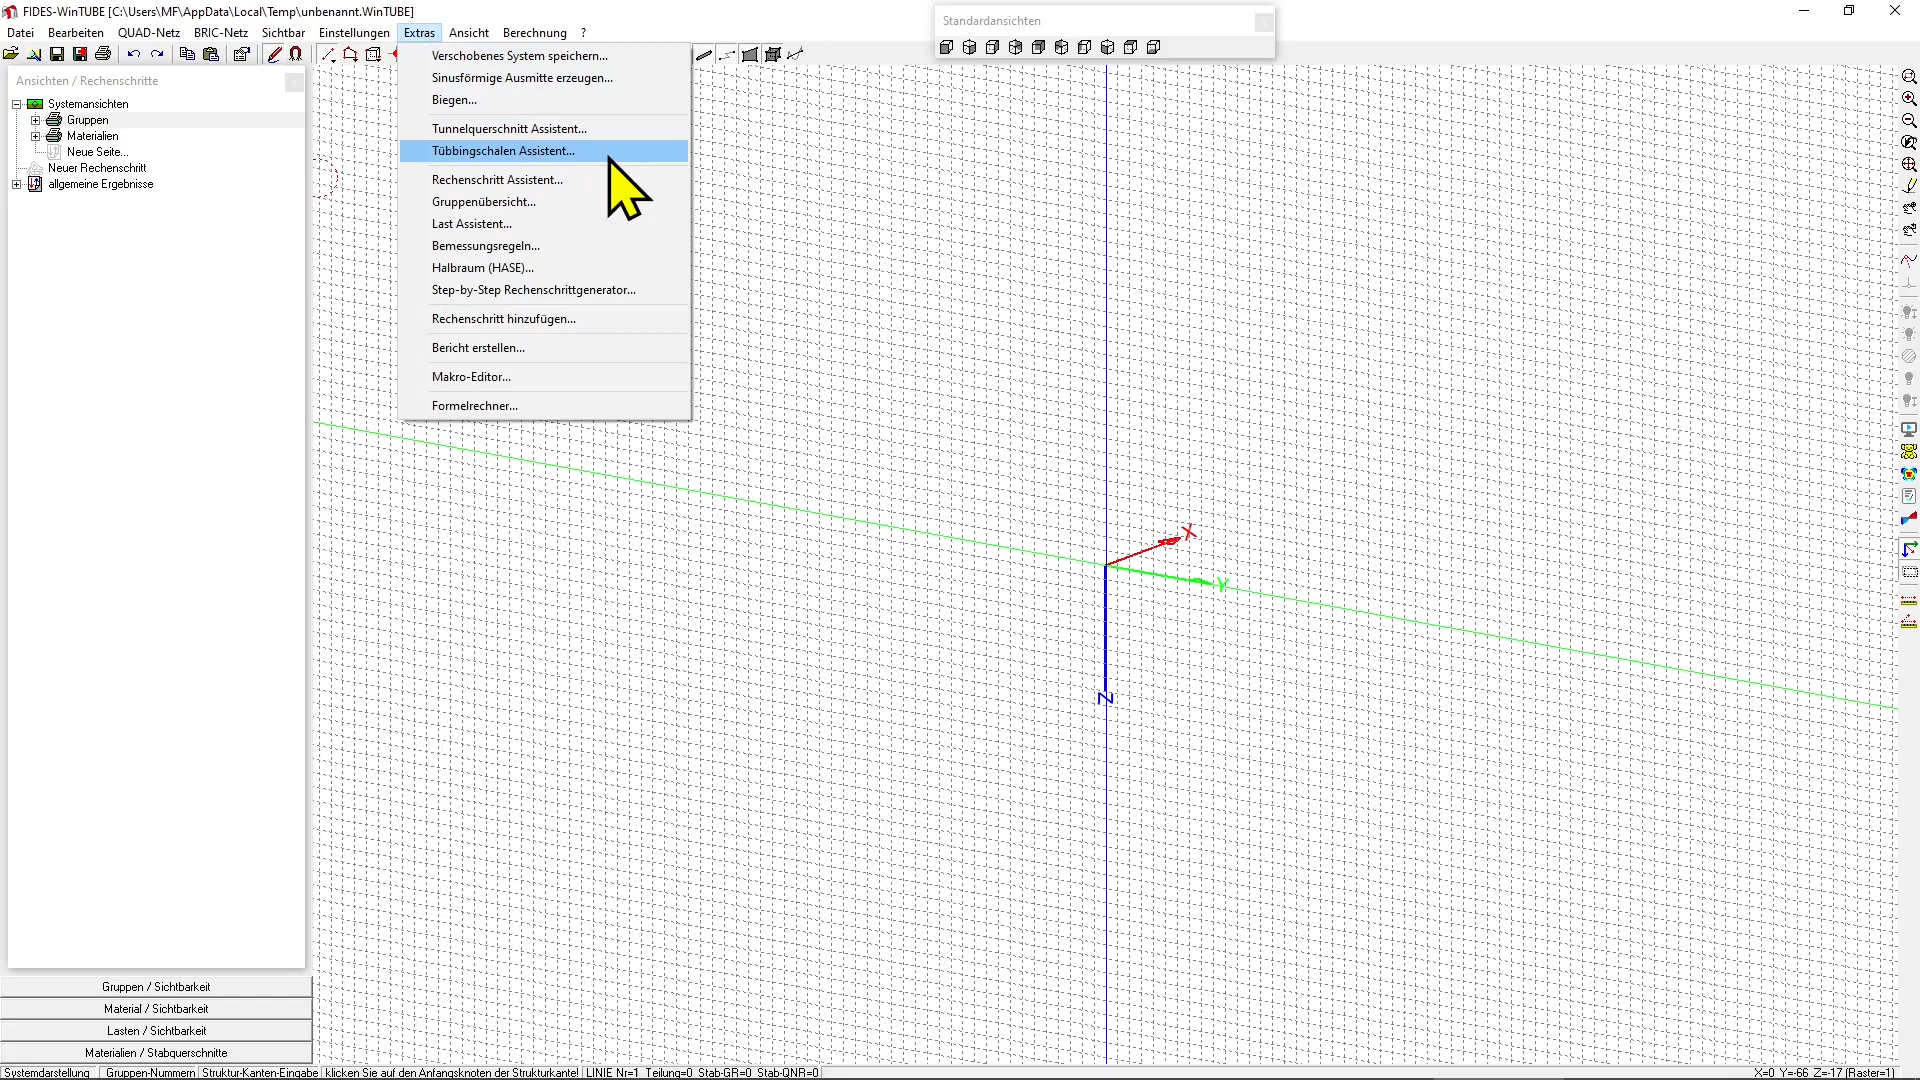 FIDES-WinTUBE [C:\Users\MF\AppData\Local\Temp\unbenannt.WinTUBE]
Standardansichten
Datei Bearbeiten QUAD-Netz BRIC-Netz Sichtbar Einstellungen Extras Ansicht Berechnung ?
Verschobenes System speichern...
Sinusförmige Ausmitte erzeugen...
Biegen...
Tunnelquerschnitt Assistent...
Tübbingschalen Assistent...
Rechenschritt Assistent...
Gruppenübersicht...
Last Assistent...
Bemessungsregeln...
Halbraum (HASE)...
Step-by-Step Rechenschrittgenerator...
Rechenschritt hinzufügen...
Bericht erstellen...
Makro-Editor...
Formelrechner...
Ansichten / Rechenschritte
Systemansichten
Gruppen
Materialien
Neue Seite...
Neuer Rechenschritt
allgemeine Ergebnisse
X
Y
Z
Gruppen / Sichtbarkeit
Material / Sichtbarkeit
Lasten / Sichtbarkeit
Materialien / Stabquerschnitte
Systemdarstellung Gruppen-Nummern Struktur-Kanten-Eingabe klicken Sie auf den Anfangsknoten der Strukturkante! LINIE Nr=1 Teilung=0 Stab-GR=0 Stab-QNR=0 X=0 Y=-66 Z=-17 (Raster=1)